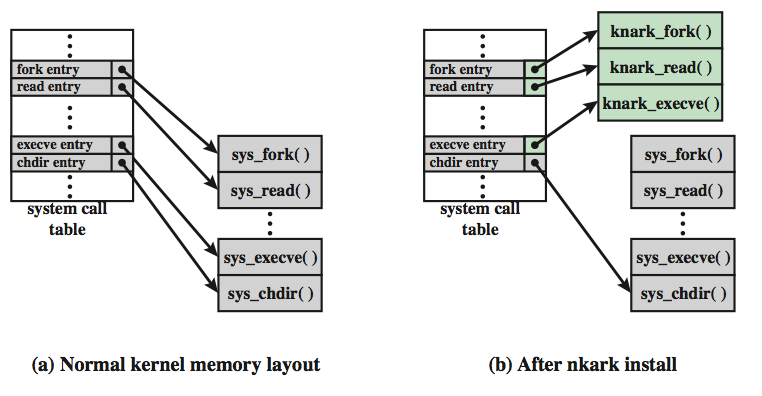 fork entry
read entry
execve entry
chdir entry
system call
table
sys_fork( )
sys_read( )
sys_execve( )
sys_chdir( )
(a) Normal kernel memory layout
fork entry
read entry
execve entry
chdir entry
system call
table
knark_fork( )
knark_read( )
knark_execve( )
sys_fork( )
sys_read( )
sys_execve( )
sys_chdir( )
(b) After nkark install